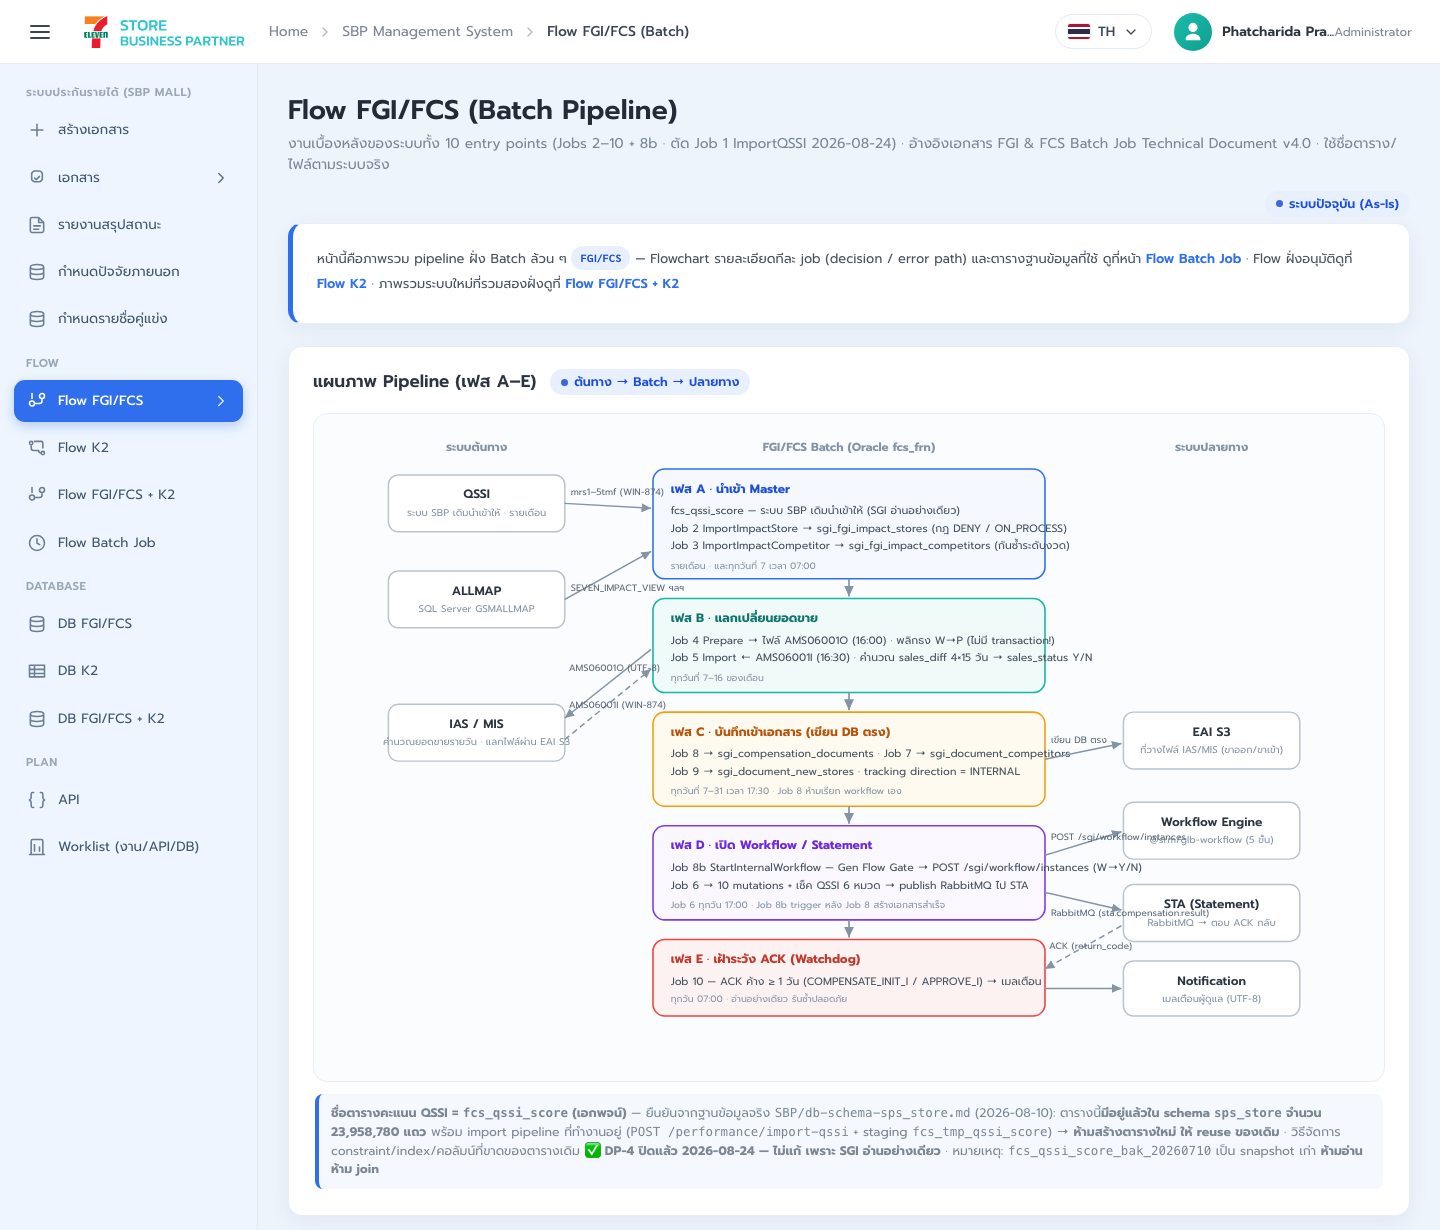 7 ELEVEN STORE BUSINESS PARTNER
Home > SBP Management System > Flow FGI/FCS (Batch)
TH
Phatcharida Pra... Administrator
ระบบประกันรายได้ (SBP MALL)
สร้างเอกสาร
เอกสาร
รายงานสรุปสถานะ
กำหนดปัจจัยภายนอก
กำหนดรายชื่อคู่แข่ง
FLOW
Flow FGI/FCS
Flow K2
Flow FGI/FCS + K2
Flow Batch Job
DATABASE
DB FGI/FCS
DB K2
DB FGI/FCS + K2
PLAN
API
Worklist (งาน/API/DB)
Flow FGI/FCS (Batch Pipeline)
งานเบื้องหลังของระบบทั้ง 10 entry points (Jobs 2–10 + 8b · ตัด Job 1 ImportQSSI 2026-08-24) · อ้างอิงเอกสาร FGI & FCS Batch Job Technical Document v4.0 · ใช้ชื่อตาราง/
ไฟล์ตามระบบจริง
ระบบปัจจุบัน (As-Is)
หน้านี้คือภาพรวม pipeline ฝั่ง Batch ล้วน ๆ FGI/FCS — Flowchart รายละเอียดทีละ job (decision / error path) และตารางฐานข้อมูลที่ใช้ ดูที่หน้า Flow Batch Job · Flow ฝั่งอนุมัติดูที่
Flow K2 · ภาพรวมระบบใหม่ที่รวมสองฝั่งดูที่ Flow FGI/FCS + K2
แผนภาพ Pipeline (เฟส A–E)
ต้นทาง → Batch → ปลายทาง
ระบบต้นทาง
FGI/FCS Batch (Oracle fcs_frn)
ระบบปลายทาง
QSSI
ระบบ SBP เดิมนำเข้าให้ · รายเดือน
mrs1–5tmf (WIN-874)
ALLMAP
SQL Server GSMALLMAP
SEVEN_IMPACT_VIEW ฯลฯ
AMS06001O (UTF-8)
AMS06001I (WIN-874)
IAS / MIS
คำนวณยอดขายรายวัน · แลกไฟล์ผ่าน EAI S3
เฟส A · นำเข้า Master
fcs_qssi_score — ระบบ SBP เดิมนำเข้าให้ (SGI อ่านอย่างเดียว)
Job 2 ImportImpactStore → sgi_fgi_impact_stores (กฎ DENY / ON_PROCESS)
Job 3 ImportImpactCompetitor → sgi_fgi_impact_competitors (กันซ้ำระดับงวด)
รายเดือน · และทุกวันที่ 7 เวลา 07:00
เฟส B · แลกเปลี่ยนยอดขาย
Job 4 Prepare → ไฟล์ AMS06001O (16:00) · พลิกธง W→P (ไม่มี transaction!)
Job 5 Import ← AMS06001I (16:30) · คำนวณ sales_diff 4×15 วัน → sales_status Y/N
ทุกวันที่ 7–16 ของเดือน
เฟส C · บันทึกเข้าเอกสาร (เขียน DB ตรง)
Job 8 → sgi_compensation_documents · Job 7 → sgi_document_competitors
Job 9 → sgi_document_new_stores · tracking direction = INTERNAL
ทุกวันที่ 7–31 เวลา 17:30 · Job 8 ห้ามเรียก workflow เอง
เขียน DB ตรง
EAI S3
ที่วางไฟล์ IAS/MIS (ขาออก/ขาเข้า)
เฟส D · เปิด Workflow / Statement
Job 8b StartInternalWorkflow — Gen Flow Gate → POST /sgi/workflow/instances (W→Y/N)
Job 6 → 10 mutations + เช็ค QSSI 6 หมวด → publish RabbitMQ ไป STA
Job 6 ทุกวัน 17:00 · Job 8b trigger หลัง Job 8 สร้างเอกสารสำเร็จ
POST /sgi/workflow/instances
Workflow Engine
RabbitMQ (sta.compensation.result)
STA (Statement)
RabbitMQ → ตอบ ACK กลับ
ACK (return_code)
เฟส E · เฝ้าระวัง ACK (Watchdog)
Job 10 — ACK ค้าง ≥ 1 วัน (COMPENSATE_INIT_I / APPROVE_I) → เมลเตือน
ทุกวัน 07:00 · อ่านอย่างเดียว รันซ้ำปลอดภัย
Notification
เมลเตือนผู้ดูแล (UTF-8)
ชื่อตารางคะแนน QSSI = fcs_qssi_score (เอกพจน์) — ยืนยันจากฐานข้อมูลจริง SBP/db-schema-sps_store.md (2026-08-10): ตารางนี้มีอยู่แล้วใน schema sps_store จำนวน
23,958,780 แถว พร้อม import pipeline ที่ทำงานอยู่ (POST /performance/import-qssi + staging fcs_tmp_qssi_score) → ห้ามสร้างตารางใหม่ ให้ reuse ของเดิม · วิธีจัดการ
constraint/index/คอลัมน์ที่ขาดของตารางเดิม ✅ DP-4 ปิดแล้ว 2026-08-24 — ไม่แก้ เพราะ SGI อ่านอย่างเดียว · หมายเหตุ: fcs_qssi_score_bak_20260710 เป็น snapshot เก่า ห้ามอ่าน
ห้าม join